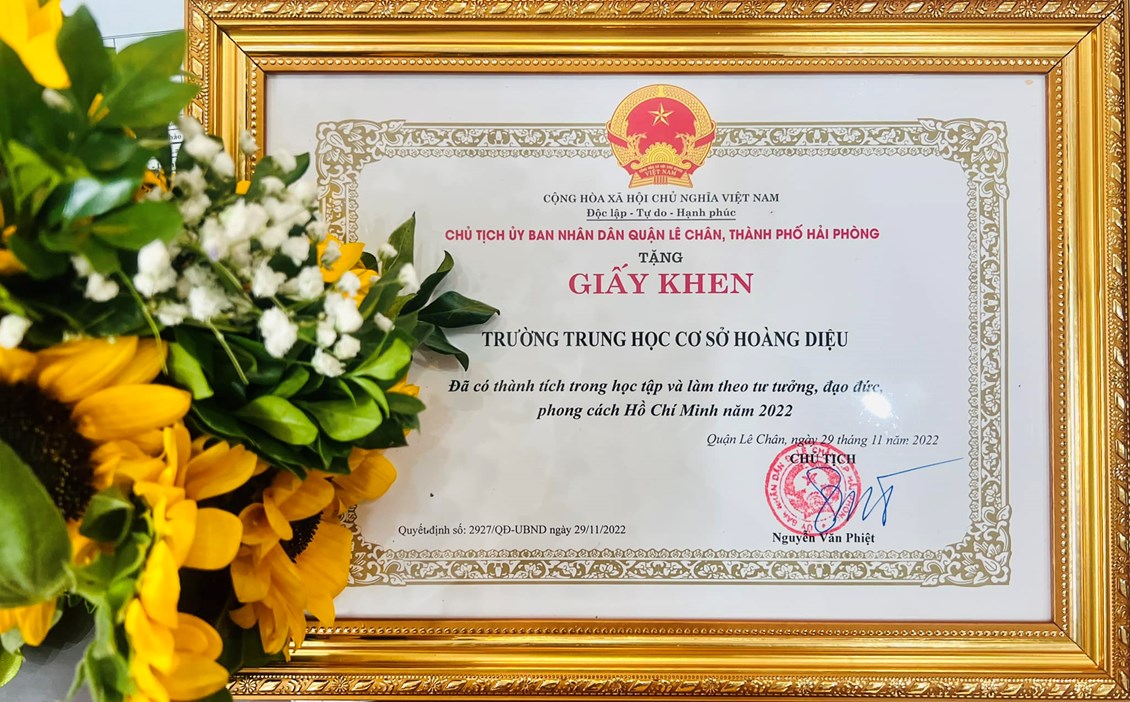 VIỆT NAM
CỘNG HÒA XÃ HỘI CHỦ NGHĨA VIỆT NAM
Độc lập - Tự do - Hạnh phúc
CHỦ TỊCH ỦY BAN NHÂN DÂN QUẬN LÊ CHÂN, THÀNH PHỐ HẢI PHÒNG
TẶNG
GIẤY KHEN
TRƯỜNG TRUNG HỌC CƠ SỞ HOÀNG DIỆU
Đã có thành tích trong học tập và làm theo tư tưởng, đạo đức,
phong cách Hồ Chí Minh năm 2022
Quận Lê Chân, ngày 29 tháng 11 năm 2022
CHỦ TỊCH
Quyết định số: 2927/QĐ-UBND ngày 29/11/2022
Nguyễn Văn Phiệt